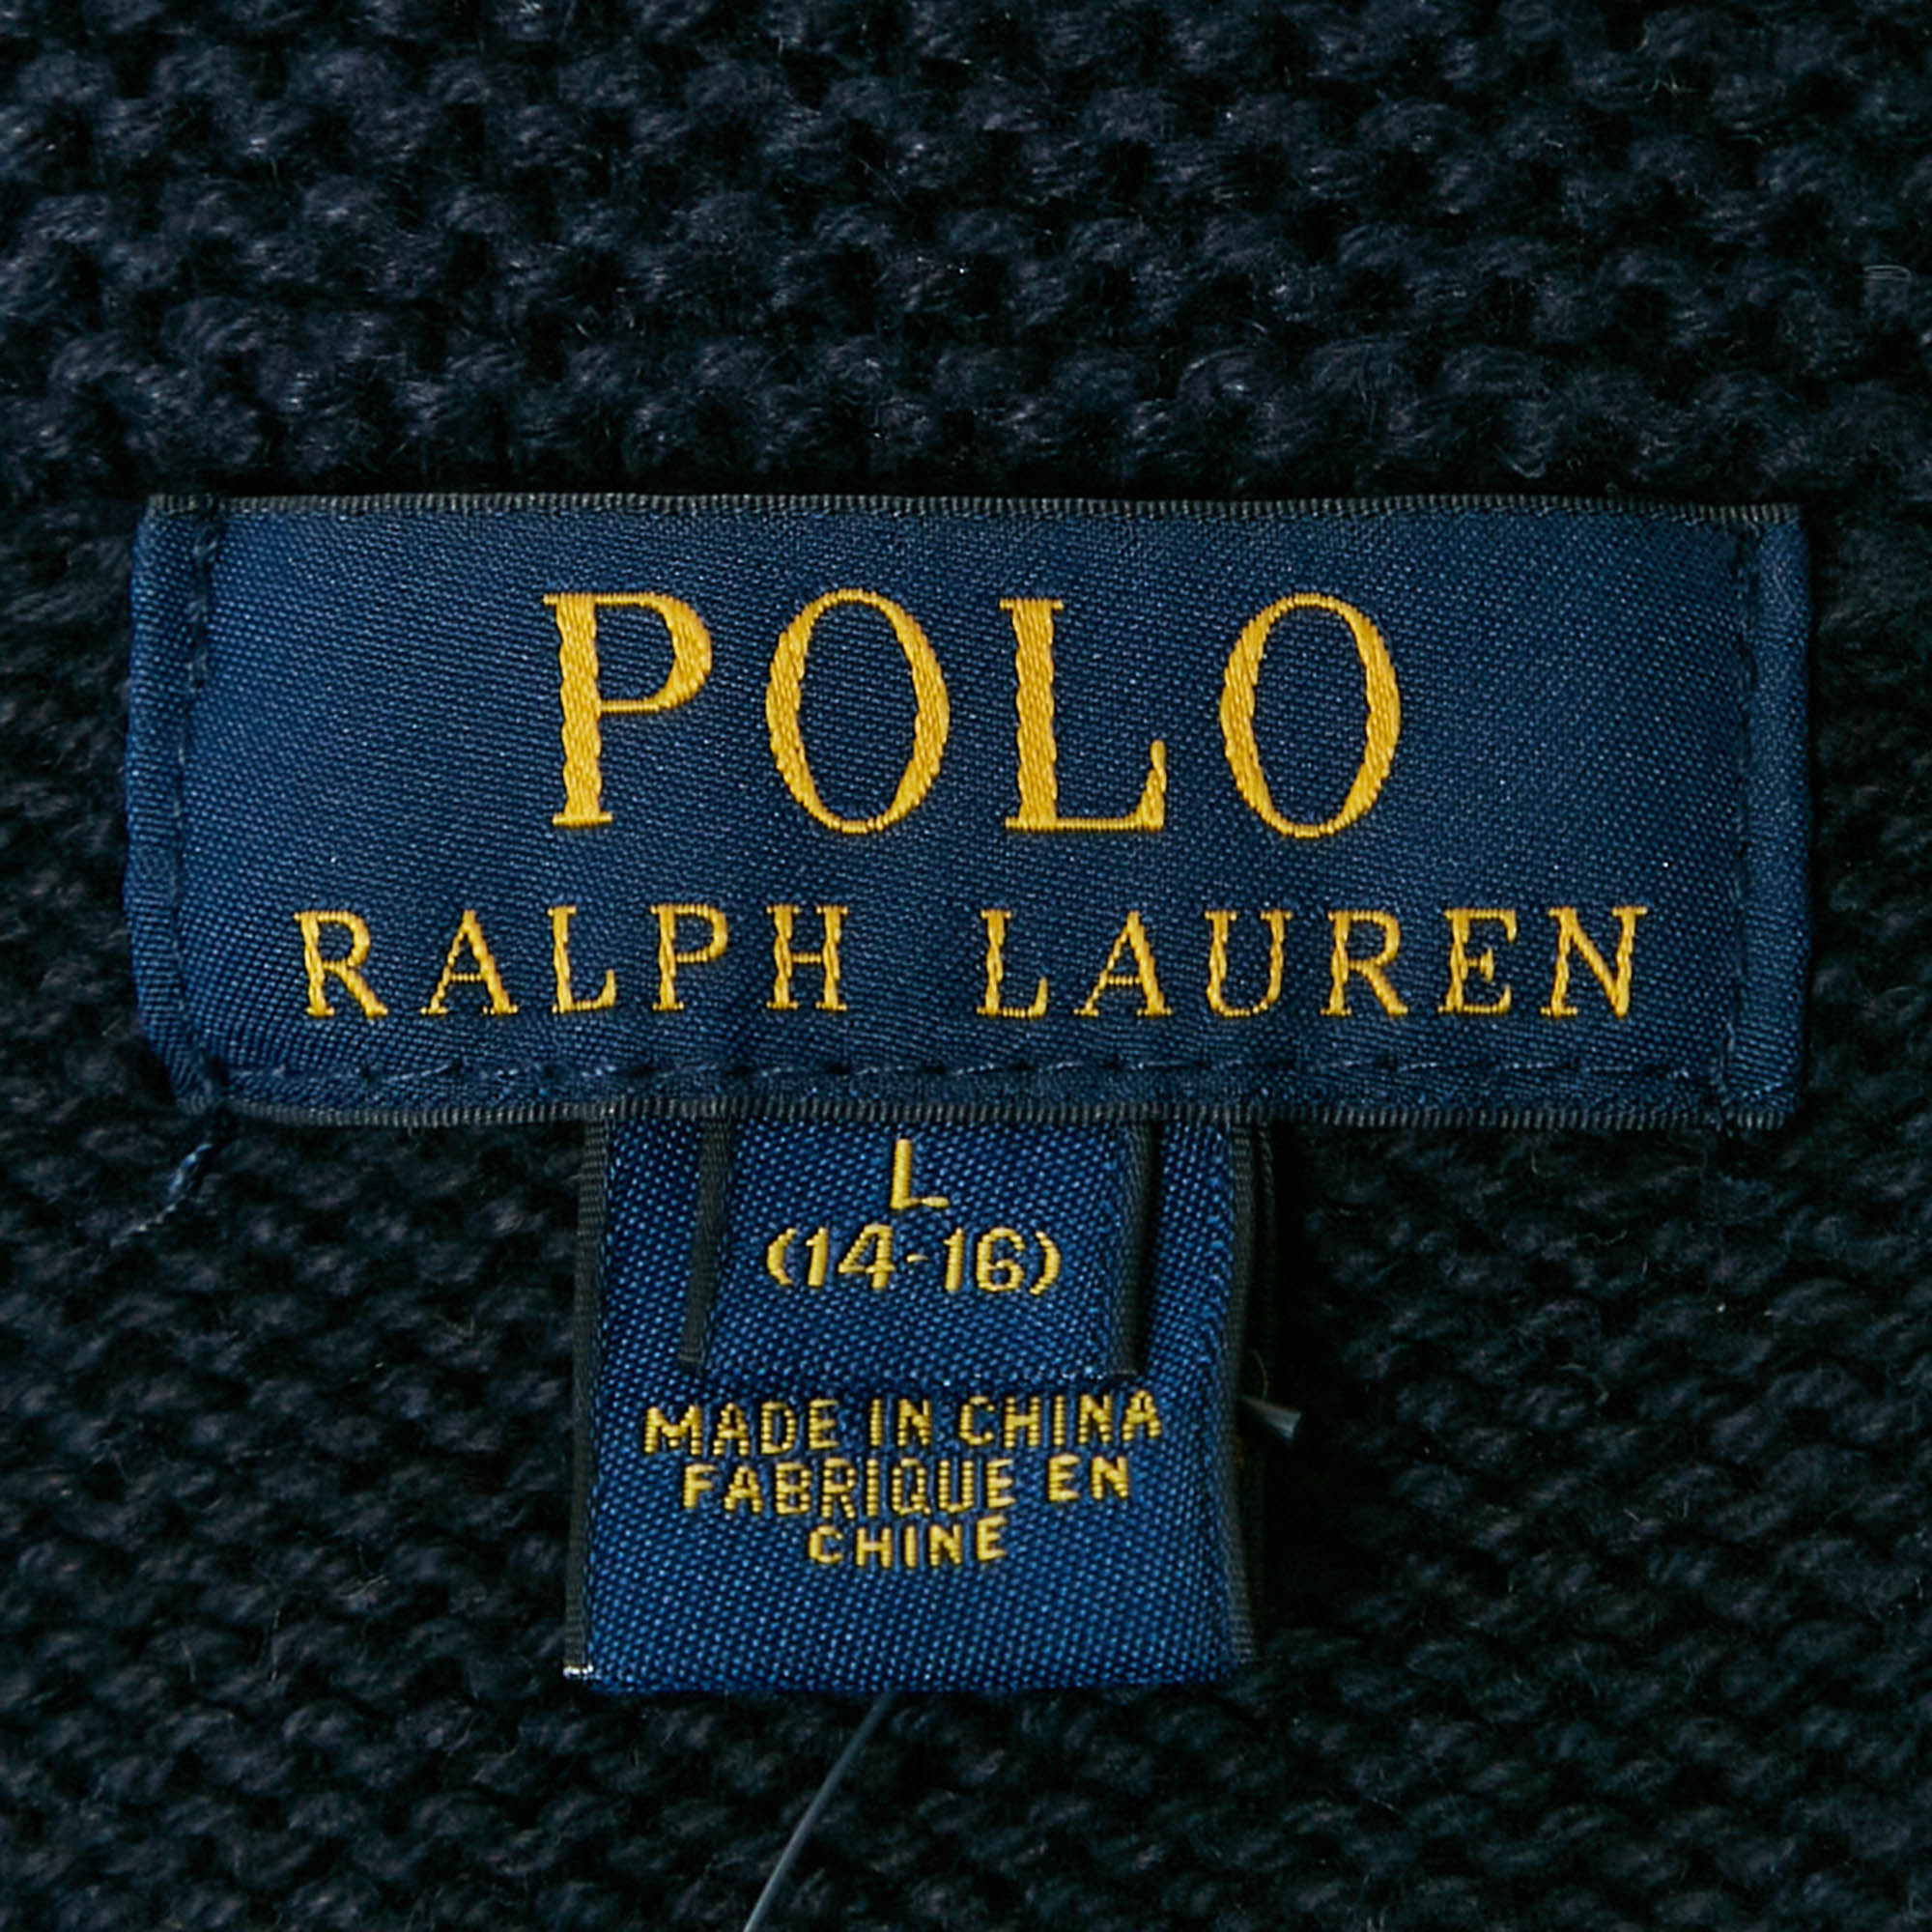 POLO
RALPH LAUREN
L
(14-16)
MADE IN CHINA
FABRIQUE EN
CHINE